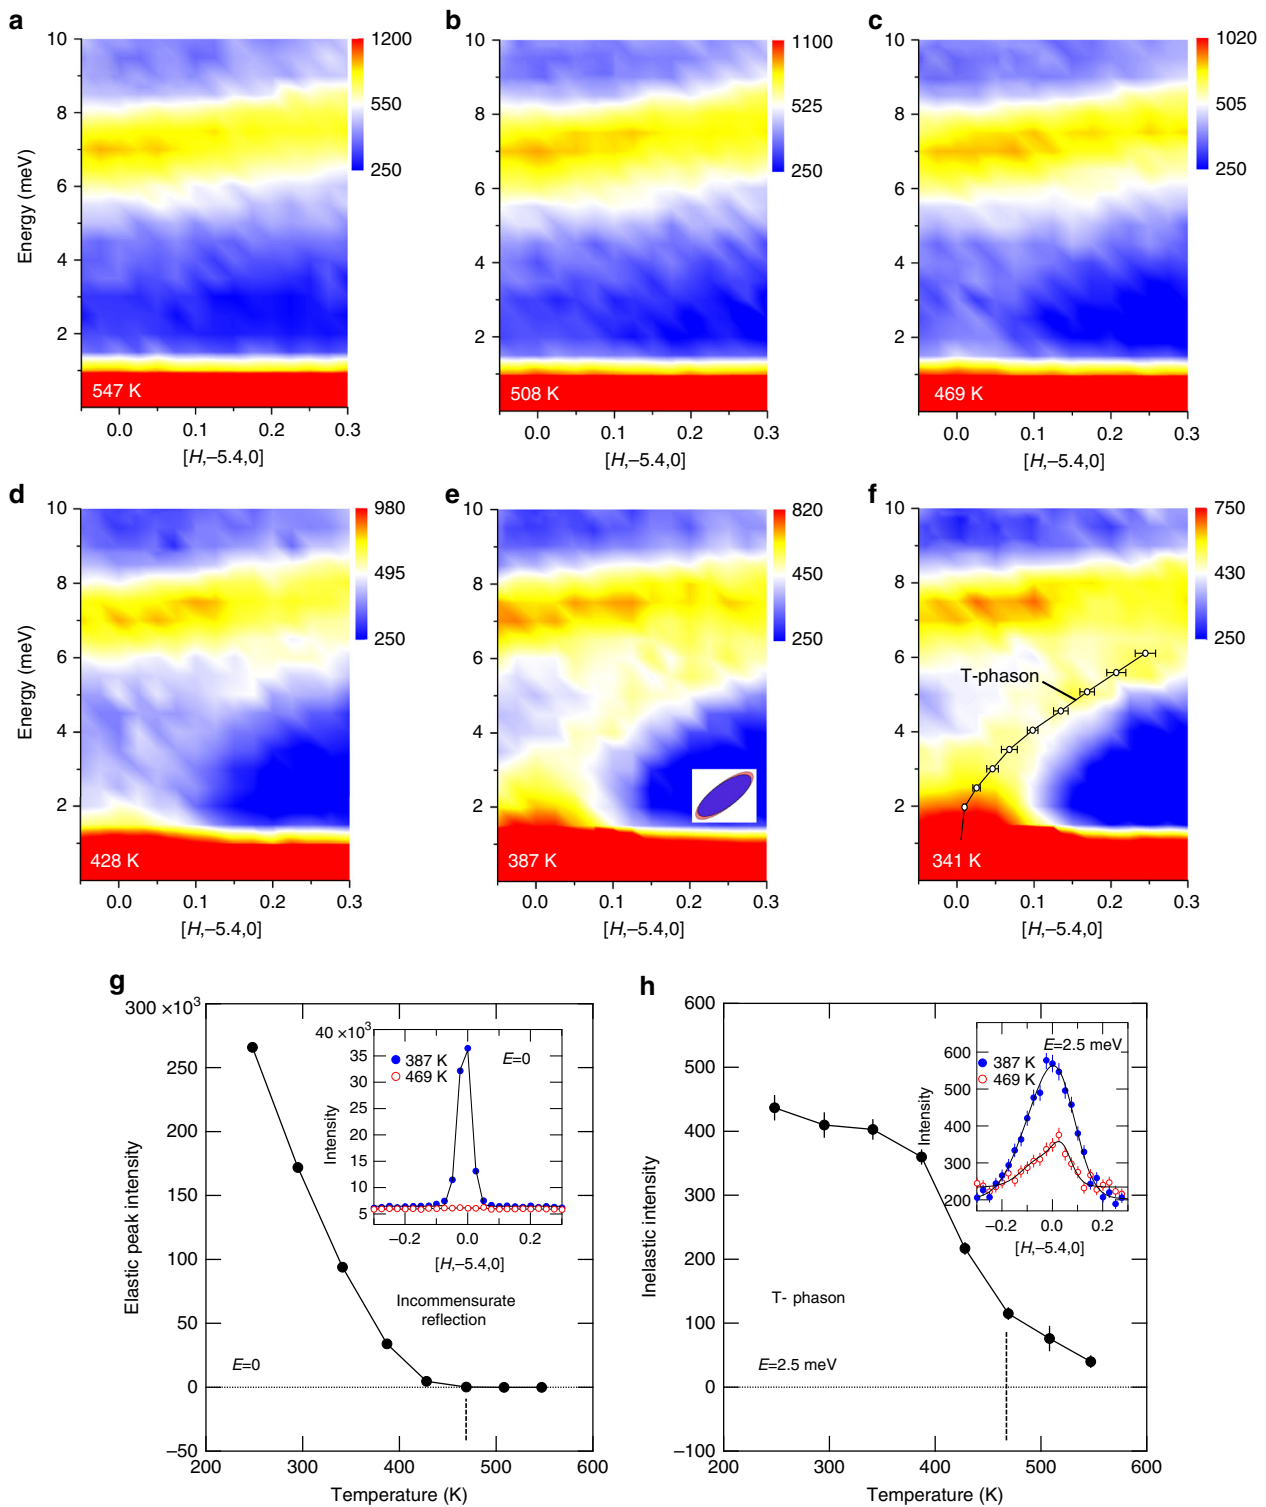 a
10
8
6
4
2
Energy (meV)
1200
550
250
547 K
0.0 0.1 0.2 0.3
[H,–5.4,0]
b
10
8
6
4
2
1100
525
250
508 K
0.0 0.1 0.2 0.3
[H,–5.4,0]
c
10
8
6
4
2
1020
505
250
469 K
0.0 0.1 0.2 0.3
[H,–5.4,0]
d
10
8
6
4
2
Energy (meV)
980
495
250
428 K
0.0 0.1 0.2 0.3
[H,–5.4,0]
e
10
8
6
4
2
820
450
250
387 K
0.0 0.1 0.2 0.3
[H,–5.4,0]
f
10
8
6
4
2
750
430
250
T-phason
341 K
0.0 0.1 0.2 0.3
[H,–5.4,0]
g
300 ×10³
250
200
150
100
50
0
–50
Elastic peak intensity
40 ×10³
35
30
25
20
15
10
5
Intensity
387 K
469 K
E=0
–0.2 0.0 0.2
[H,–5.4,0]
Incommensurate
reflection
E=0
200 300 400 500 600
Temperature (K)
h
600
500
400
300
200
100
0
–100
Inelastic intensity
600
500
400
300
200
Intensity
E=2.5 meV
387 K
469 K
–0.2 0.0 0.2
[H,–5.4,0]
T- phason
E=2.5 meV
200 300 400 500 600
Temperature (K)